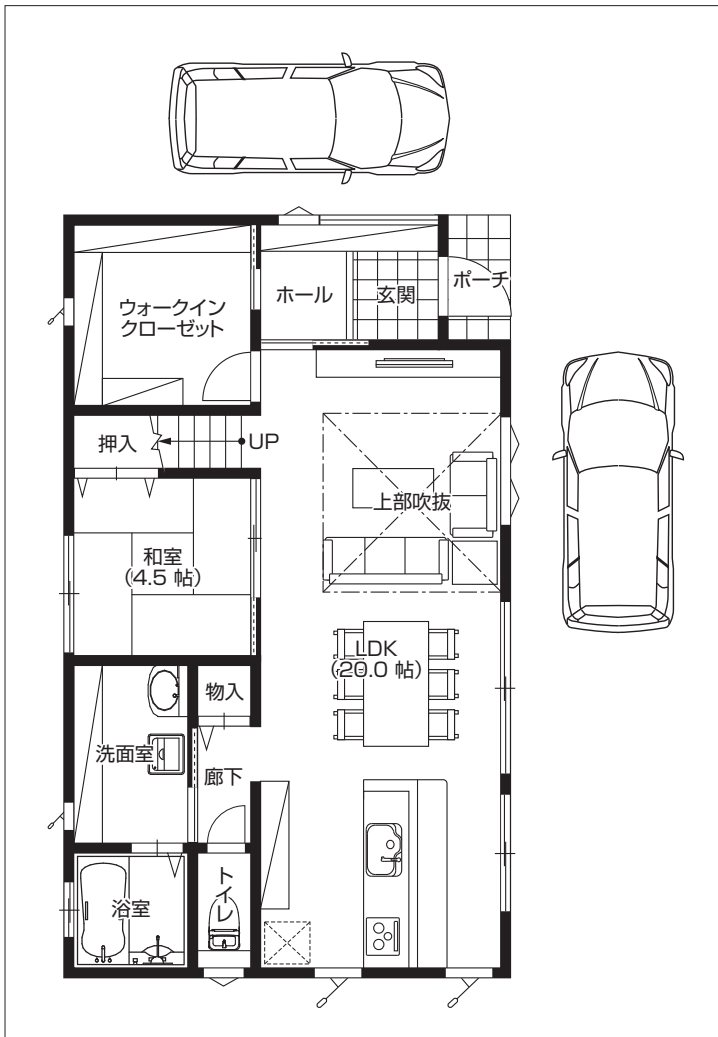 ウォークイン
クローゼット
ホール
玄関
ポーチ
押入
UP
上部吹抜
和室
(4.5 帖)
LDK
(20.0 帖)
物入
洗面室
廊下
トイレ
浴室